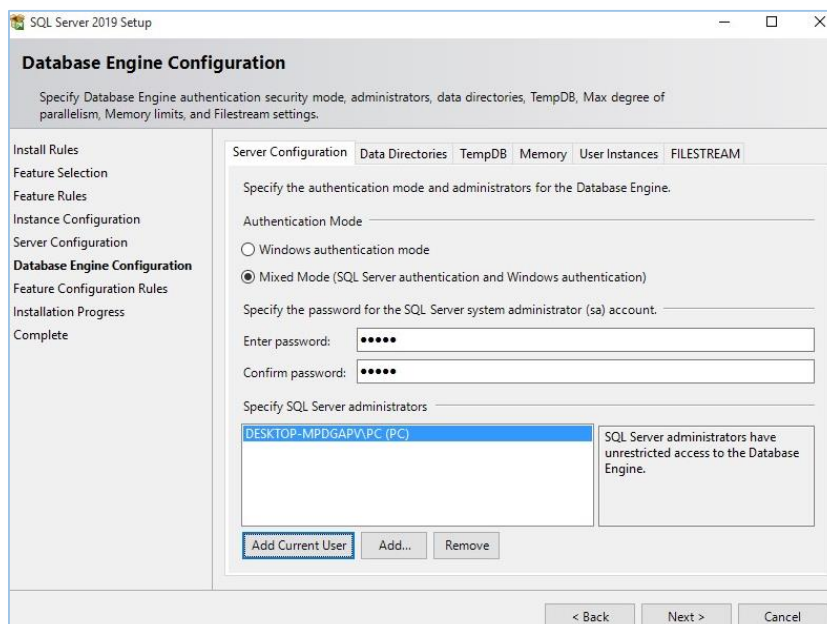 SQL Server 2019 Setup
Database Engine Configuration
Specify Database Engine authentication security mode, administrators, data directories, TempDB, Max degree of
parallelism, Memory limits, and Filestream settings.
Install Rules
Feature Selection
Feature Rules
Instance Configuration
Server Configuration
Database Engine Configuration
Feature Configuration Rules
Installation Progress
Complete
Server Configuration Data Directories TempDB Memory User Instances FILESTREAM
Specify the authentication mode and administrators for the Database Engine.
Authentication Mode
Windows authentication mode
Mixed Mode (SQL Server authentication and Windows authentication)
Specify the password for the SQL Server system administrator (sa) account.
Enter password: •••••
Confirm password: •••••
Specify SQL Server administrators
DESKTOP-MPDGAPV\PC (PC)
SQL Server administrators have
unrestricted access to the Database
Engine.
Add Current User Add... Remove
< Back Next > Cancel